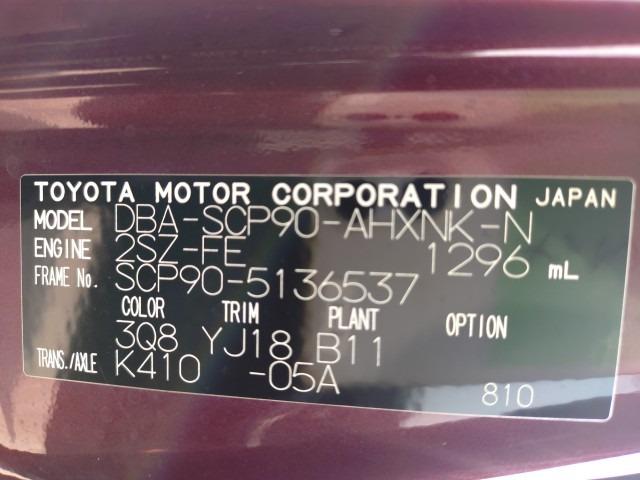 TOYOTA MOTOR CORPORATION JAPAN
MODEL DBA-SCP90-AHXNK-N
ENGINE 2SZ-FE 1296 mL
FRAME No. SCP90-5136537
COLOR TRIM PLANT OPTION
3Q8 YJ18 B11
TRANS./AXLE K410 -05A
810